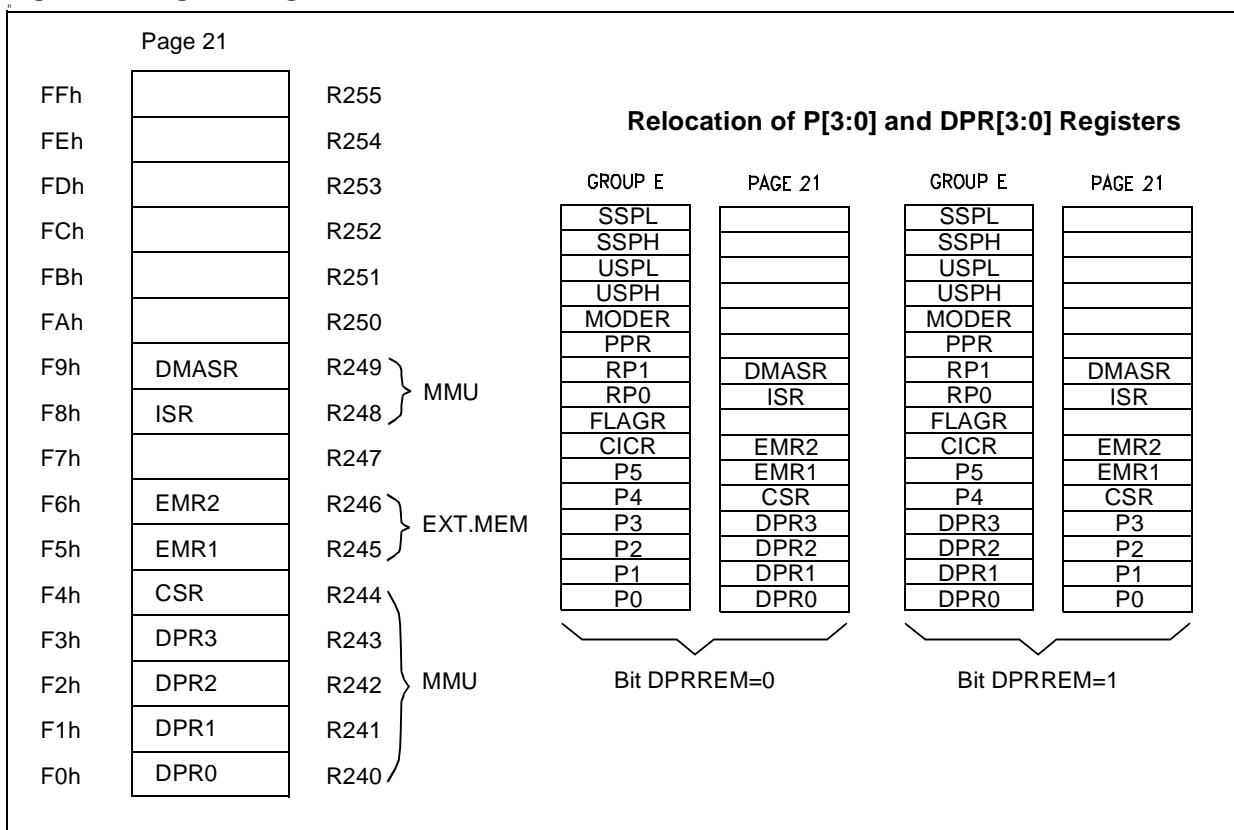 Page 21
FFh R255
FEh R254
FDh R253
FCh R252
FBh R251
FAh R250
F9h DMASR R249
F8h ISR R248
MMU
F7h R247
F6h EMR2 R246
F5h EMR1 R245
EXT.MEM
F4h CSR R244
F3h DPR3 R243
F2h DPR2 R242 MMU
F1h DPR1 R241
F0h DPR0 R240
Relocation of P[3:0] and DPR[3:0] Registers
GROUP E PAGE 21 GROUP E PAGE 21
SSPL SSPL
SSPH SSPH
USPL USPL
USPH USPH
MODER MODER
PPR PPR
RP1 DMASR RP1 DMASR
RP0 ISR RP0 ISR
FLAGR FLAGR
CICR EMR2 CICR EMR2
P5 EMR1 P5 EMR1
P4 CSR P4 CSR
P3 DPR3 DPR3 P3
P2 DPR2 DPR2 P2
P1 DPR1 DPR1 P1
P0 DPR0 DPR0 P0
Bit DPRREM=0 Bit DPRREM=1